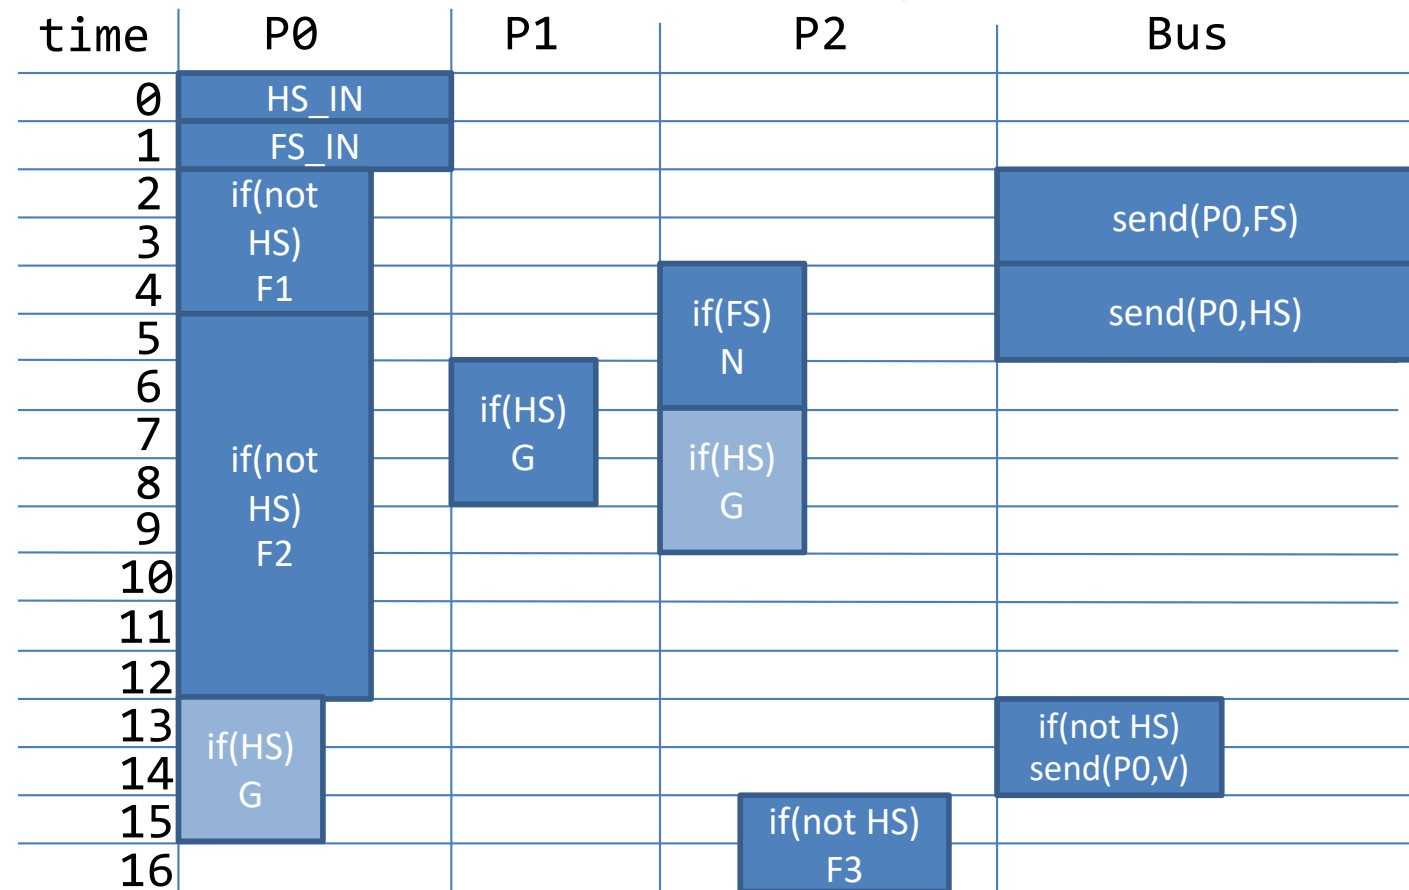 time P0 P1 P2 Bus
0 HS_IN
1 FS_IN
2 if(not
3 HS)
4 F1
send(P0,FS)
5 if(FS)
N
send(P0,HS)
6
7 if(HS)
G
8 if(HS)
G
9 if(not
HS)
F2
10
11
12
13 if(HS)
G
if(not HS)
send(P0,V)
14
15 if(not HS)
F3
16